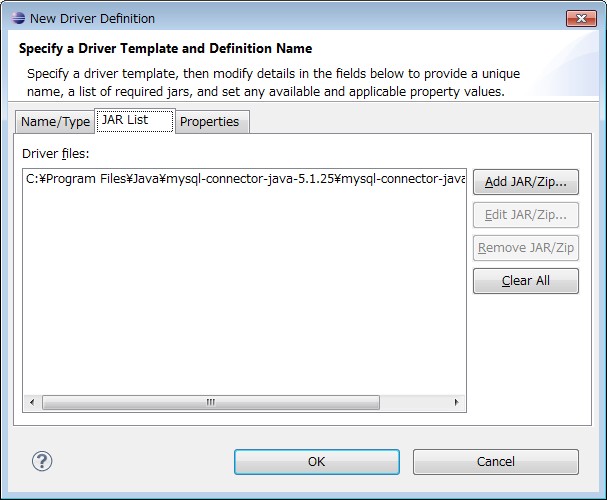 New Driver Definition
Specify a Driver Template and Definition Name
Specify a driver template, then modify details in the fields below to provide a unique
name, a list of required jars, and set any available and applicable property values.
Name/Type JAR List Properties
Driver files:
C:¥Program Files¥Java¥mysql-connector-java-5.1.25¥mysql-connector-java
Add JAR/Zip...
Edit JAR/Zip...
Remove JAR/Zip
Clear All
?
OK Cancel